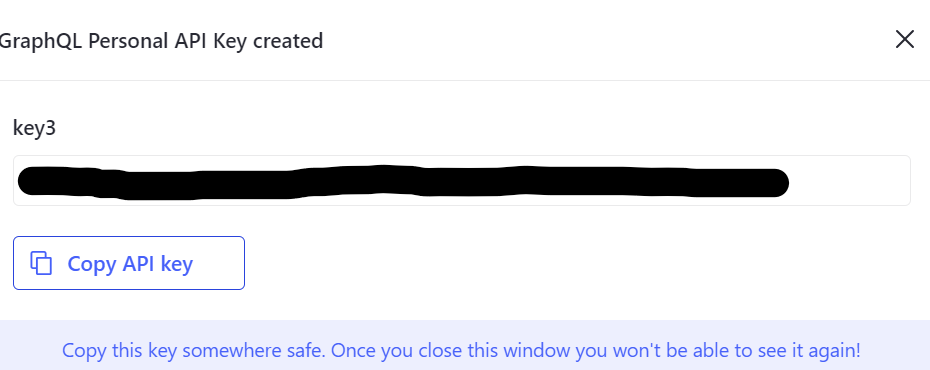 GraphQL Personal API Key created
key3
Copy API key
Copy this key somewhere safe. Once you close this window you won't be able to see it again!